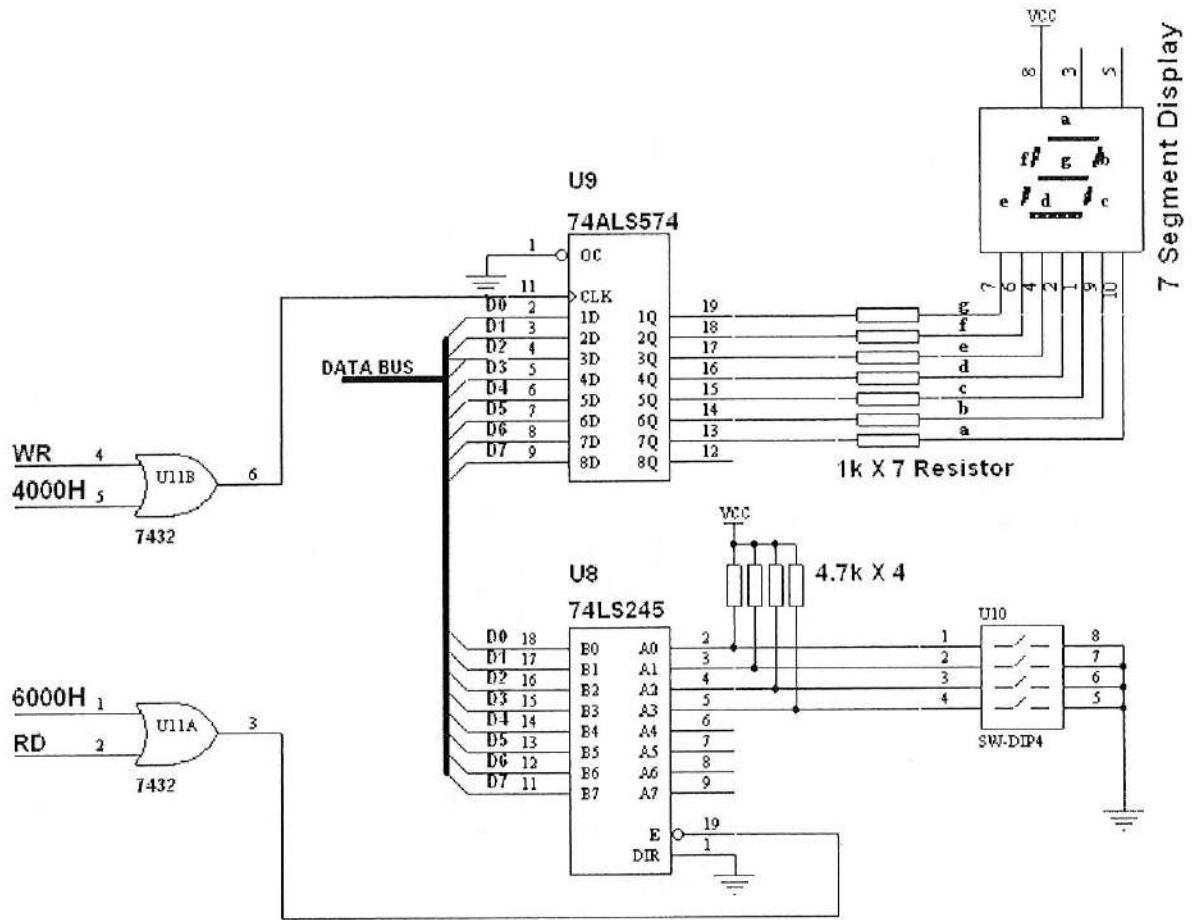 VCC
8 3 5
7 Segment Display
a
f g b
e d c
7 6 4 2 1 9 10
U9
74ALS574
1 OC
11 CLK
D0 2 1D 1Q 19 g
D1 3 2D 2Q 18 f
D2 4 3D 3Q 17 e
D3 5 4D 4Q 16 d
D4 6 5D 5Q 15 c
D5 7 6D 6Q 14 b
D6 8 7D 7Q 13 a
D7 9 8D 8Q 12
DATA BUS
1k X 7 Resistor
WR 4
U11B 6
4000H 5
7432
VCC
4.7k X 4
U8
74LS245
U10
D0 18 B0 A0 2 1 8
D1 17 B1 A1 3 2 7
D2 16 B2 A2 4 3 6
D3 15 B3 A3 5 4 5
D4 14 B4 A4 6
D5 13 B5 A5 7
D6 12 B6 A6 8
D7 11 B7 A7 9
SW-DIP4
E 19
DIR 1
6000H 1
U11A 3
RD 2
7432